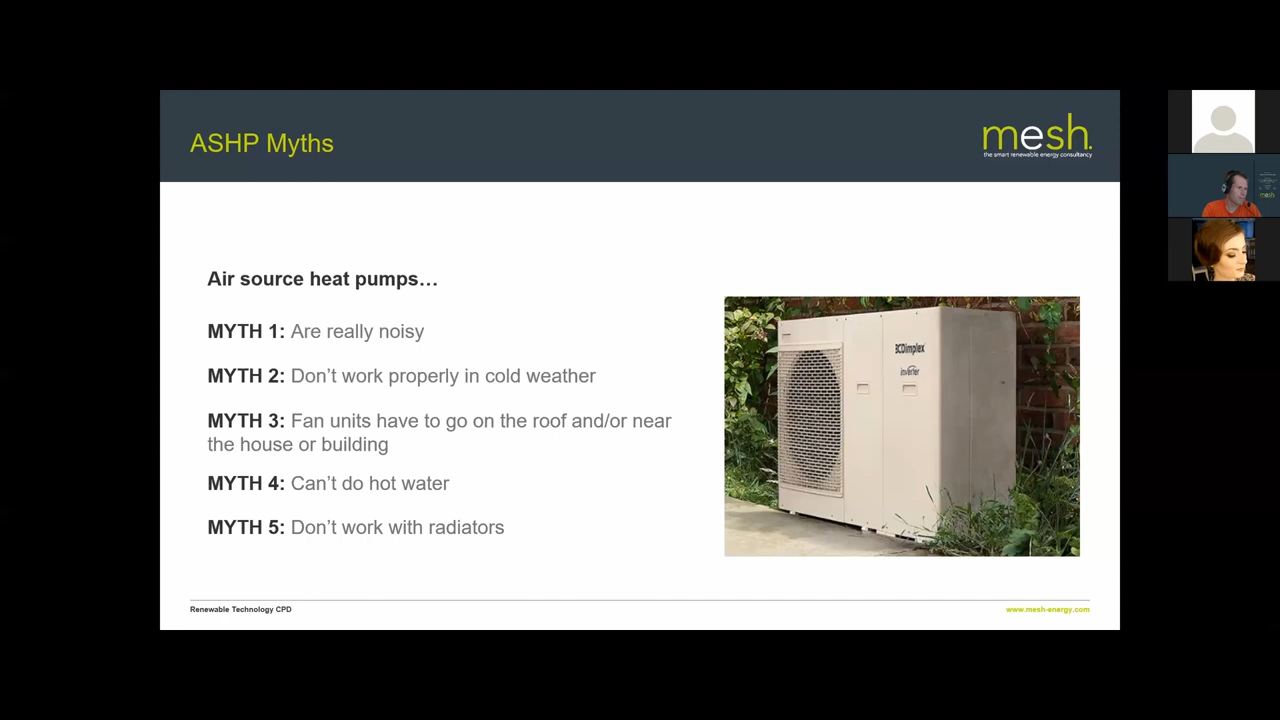 ASHP Myths
mesh.
the smart renewable energy consultancy
Air source heat pumps…
MYTH 1: Are really noisy
MYTH 2: Don’t work properly in cold weather
MYTH 3: Fan units have to go on the roof and/or near
the house or building
MYTH 4: Can’t do hot water
MYTH 5: Don’t work with radiators
Dimplex
inverter
Renewable Technology CPD
www.mesh-energy.com
mesh